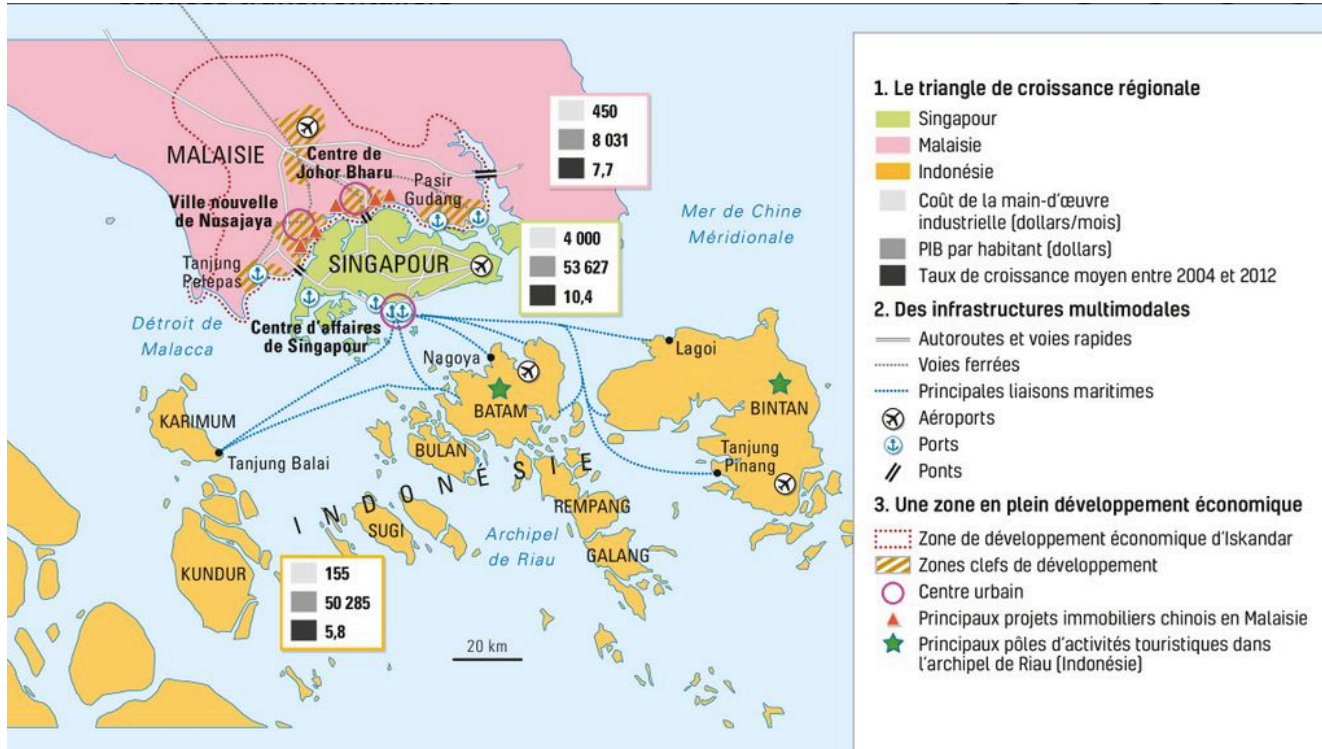 MALAISIE
Centre de
Johor Bharu
Ville nouvelle
de Nusajaya
Pasir
Gudang
Tanjung
Pelepas
SINGAPOUR
Centre d'affaires
de Singapour
Détroit de
Malacca
Mer de Chine
Méridionale
450
8 031
7,7
4 000
53 627
10,4
Nagoya
Lagoi
BATAM
BINTAN
KARIMUM
Tanjung Balai
BULAN
Tanjung
Pinang
INDONÉSIE
REMPANG
SUGI
Archipel
de Riau
GALANG
KUNDUR
155
50 285
5,8
20 km
1. Le triangle de croissance régionale
Singapour
Malaisie
Indonésie
Coût de la main-d'œuvre
industrielle (dollars/mois)
PIB par habitant (dollars)
Taux de croissance moyen entre 2004 et 2012
2. Des infrastructures multimodales
Autoroutes et voies rapides
Voies ferrées
Principales liaisons maritimes
Aéroports
Ports
Ponts
3. Une zone en plein développement économique
Zone de développement économique d'Iskandar
Zones clefs de développement
Centre urbain
Principaux projets immobiliers chinois en Malaisie
Principaux pôles d'activités touristiques dans
l'archipel de Riau (Indonésie)